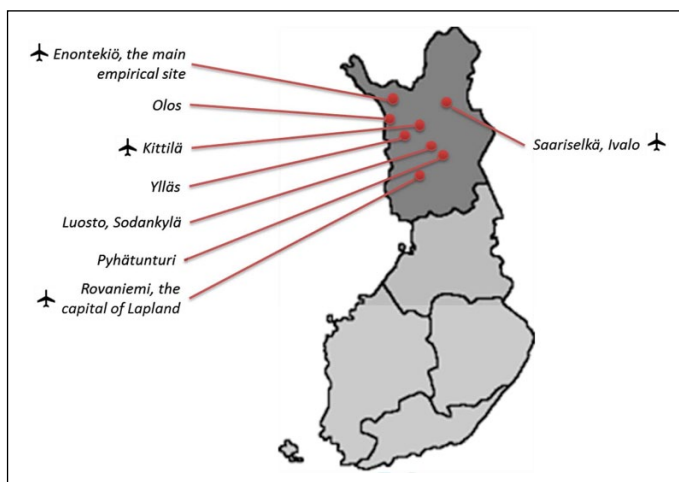 Enontekiö, the main
empirical site
Olos
Kittilä
Ylläs
Luosto, Sodankylä
Pyhätunturi
Rovaniemi, the
capital of Lapland
Saariselkä, Ivalo